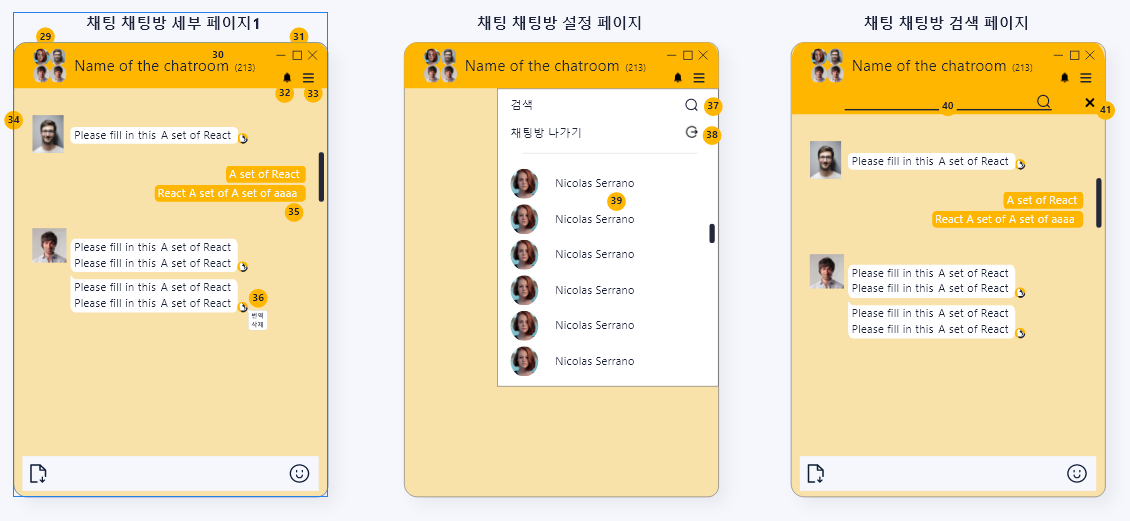 채팅 채팅방 세부 페이지1
29
30
31
Name of the chatroom (213)
32
33
34
Please fill in this A set of React
A set of React
React A set of A set of aaaa
35
Please fill in this A set of React
Please fill in this A set of React
Please fill in this A set of React
Please fill in this A set of React
36
번역
삭제
채팅 채팅방 설정 페이지
Name of the chatroom (213)
검색
37
채팅방 나가기
38
Nicolas Serrano
39
Nicolas Serrano
Nicolas Serrano
Nicolas Serrano
Nicolas Serrano
Nicolas Serrano
채팅 채팅방 검색 페이지
Name of the chatroom (213)
40
41
Please fill in this A set of React
A set of React
React A set of A set of aaaa
Please fill in this A set of React
Please fill in this A set of React
Please fill in this A set of React
Please fill in this A set of React